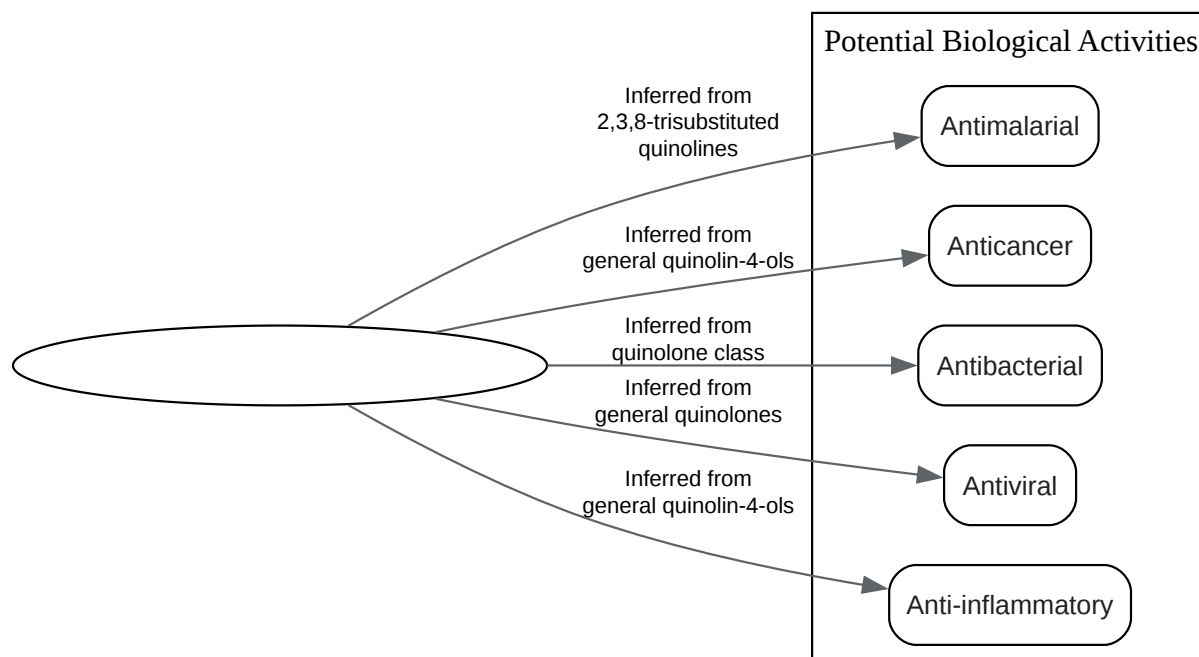 Potential Biological Activities
Inferred from
2,3,8-trisubstituted
quinolines
Antimalarial
Inferred from
general quinolin-4-ols
Anticancer
Inferred from
quinolone class
Antibacterial
Inferred from
general quinolones
Antiviral
Inferred from
general quinolin-4-ols
Anti-inflammatory